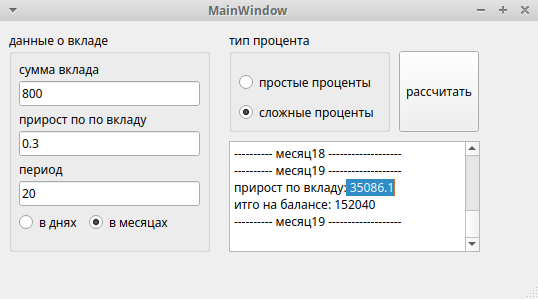 MainWindow
данные о вкладе
сумма вклада
800
прирост по по вкладу
0.3
период
20
в днях
в месяцах
тип процента
простые проценты
сложные проценты
рассчитать
---------- месяц18 -------------------
---------- месяц19 -------------------
прирост по вкладу: 35086.1
итго на балансе: 152040
---------- месяц19 -------------------